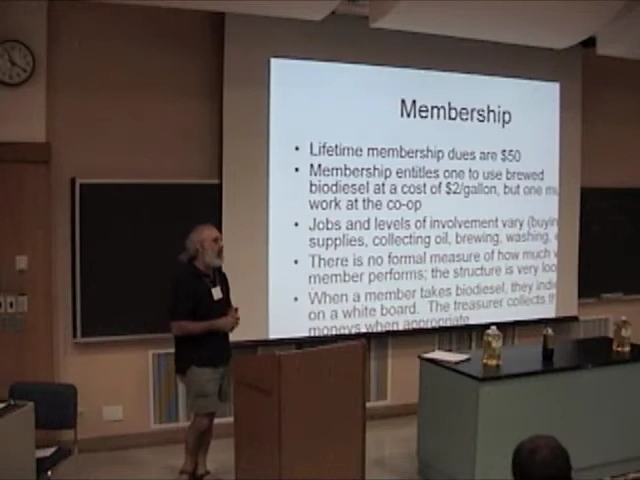 Membership
• Lifetime membership dues are $50
• Membership entitles one to use brewed
biodiesel at a cost of $2/gallon, but one mu
work at the co-op
• Jobs and levels of involvement vary (buyin
supplies, collecting oil, brewing, washing,
• There is no formal measure of how much
member performs; the structure is very loo
• When a member takes biodiesel, they indi
on a white board. The treasurer collects th
moneys when appropriate